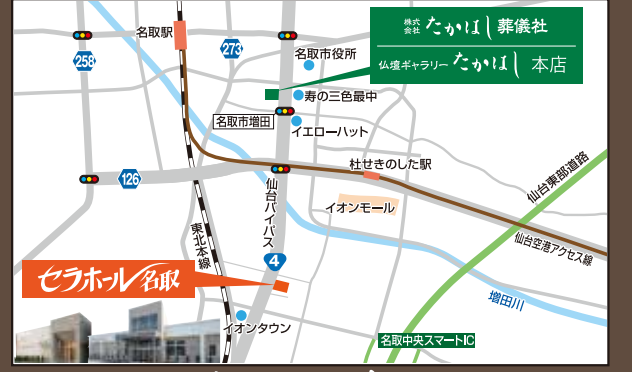 名取駅
273
258
名取市役所
株式会社 たかはし 葬儀社
仏壇ギャラリー たかはし 本店
寿の三色最中
名取市増田
イエローハット
杜せきのした駅
126
仙台バイパス
仙台東部道路
イオンモール
東北本線
仙台空港アクセス線
4
セラホール名取
増田川
イオンタウン
名取中央スマートIC